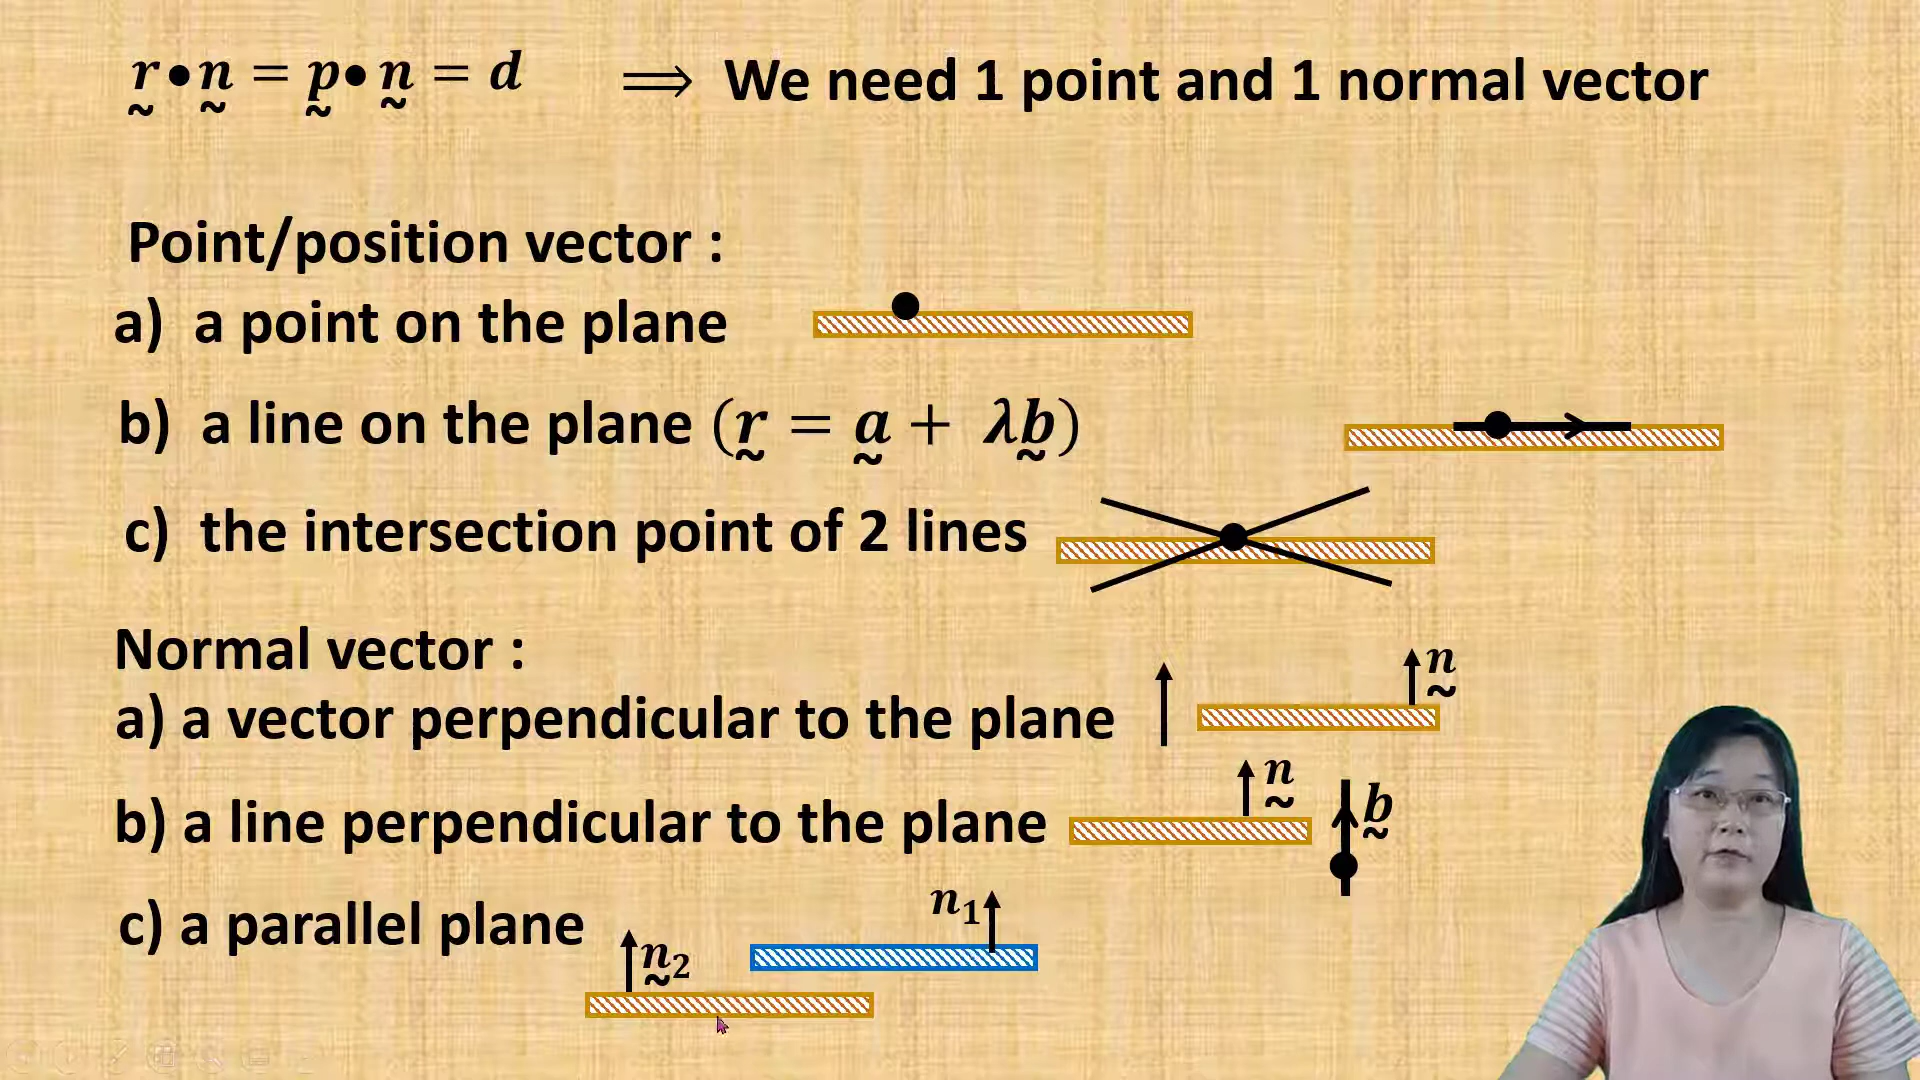 r • n = p • n = d ⟹ We need 1 point and 1 normal vector
Point/position vector :
a) a point on the plane
b) a line on the plane (r = a + λb)
c) the intersection point of 2 lines
Normal vector :
n
a) a vector perpendicular to the plane
n
b) a line perpendicular to the plane
b
n₁
c) a parallel plane
n₂